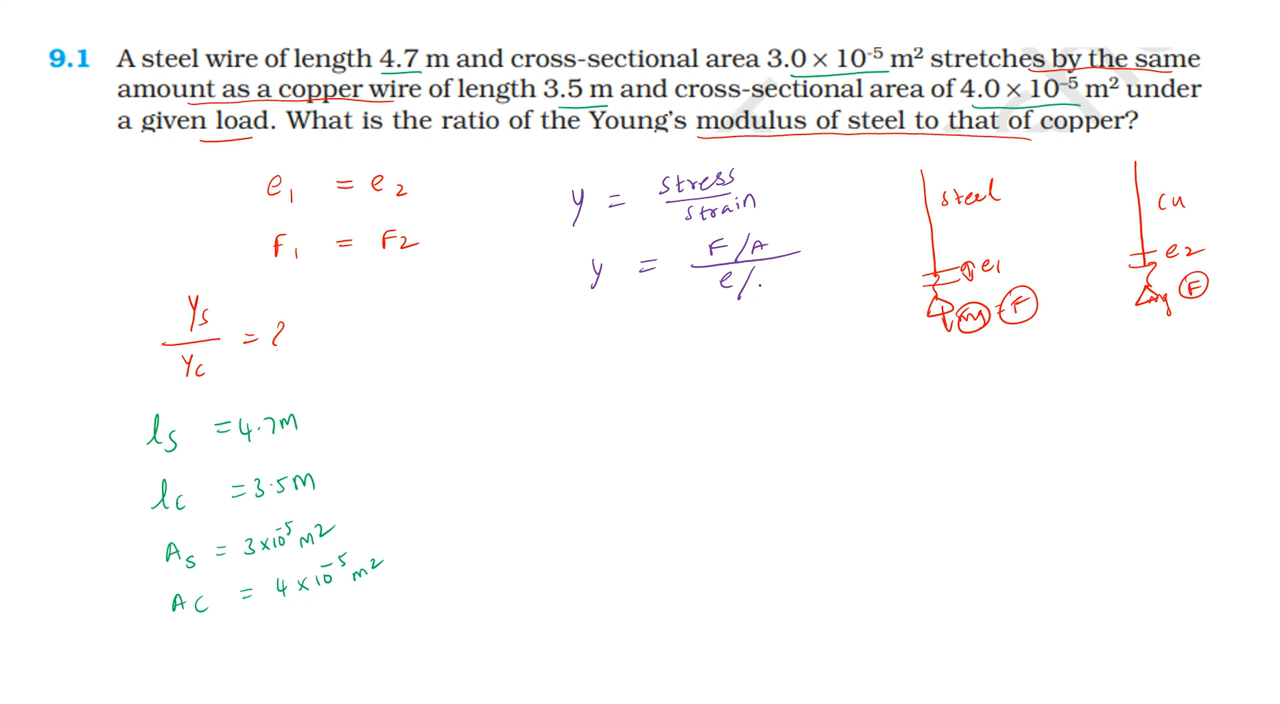 9.1 A steel wire of length 4.7 m and cross-sectional area 3.0 × 10⁻⁵ m² stretches by the same
amount as a copper wire of length 3.5 m and cross-sectional area of 4.0 × 10⁻⁵ m² under
a given load. What is the ratio of the Young's modulus of steel to that of copper?
e₁ = e₂
F₁ = F₂
Ys/Yc = ?
ls = 4.7m
lc = 3.5m
As = 3×10⁻⁵ m²
Ac = 4×10⁻⁵ m²
y = stress/strain
y = F/A
e/.
steel
e₁
mg = F
cu
e₂
mg F